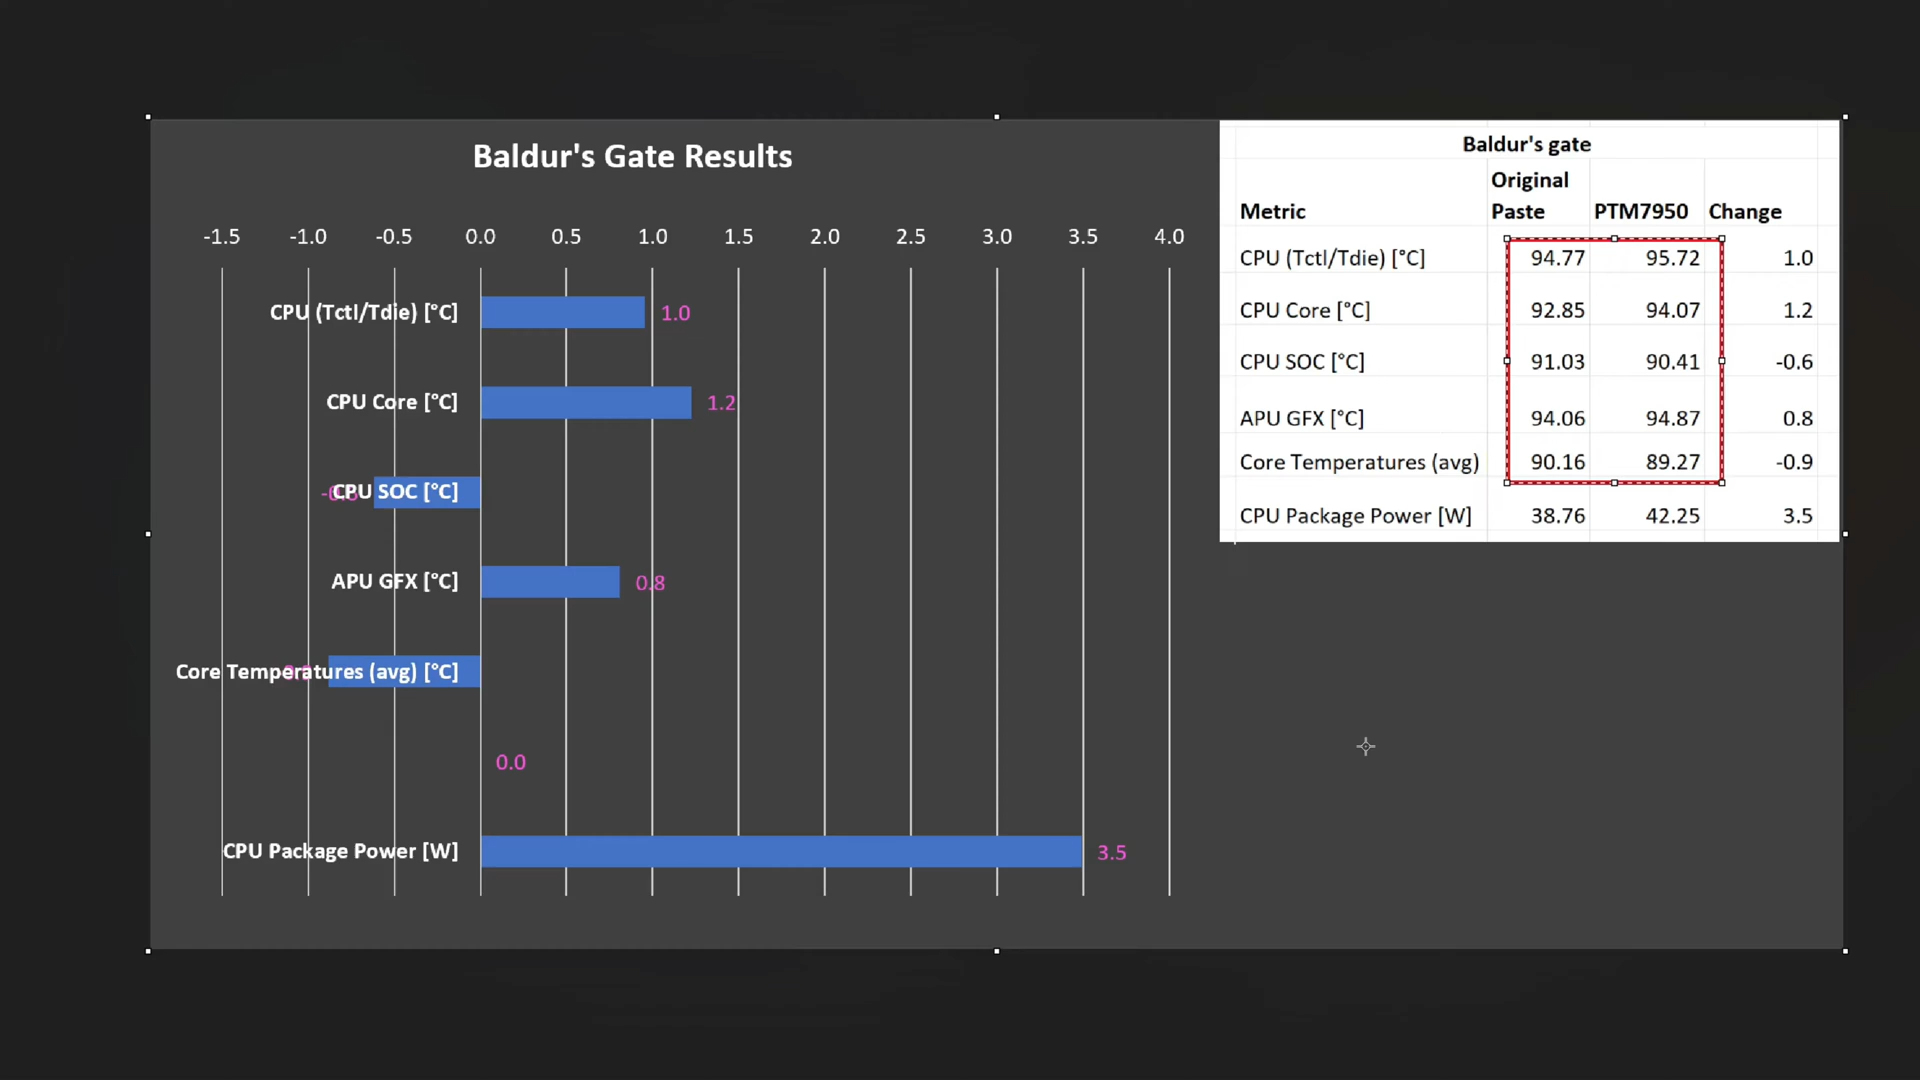 Baldur's Gate Results
-1.5 -1.0 -0.5 0.0 0.5 1.0 1.5 2.0 2.5 3.0 3.5 4.0
CPU (Tctl/Tdie) [°C] 1.0
CPU Core [°C] 1.2
CPU SOC [°C]
APU GFX [°C] 0.8
Core Temperatures (avg) [°C]
0.0
CPU Package Power [W] 3.5
Baldur's gate
Metric Original Paste PTM7950 Change
CPU (Tctl/Tdie) [°C] 94.77 95.72 1.0
CPU Core [°C] 92.85 94.07 1.2
CPU SOC [°C] 91.03 90.41 -0.6
APU GFX [°C] 94.06 94.87 0.8
Core Temperatures (avg) 90.16 89.27 -0.9
CPU Package Power [W] 38.76 42.25 3.5